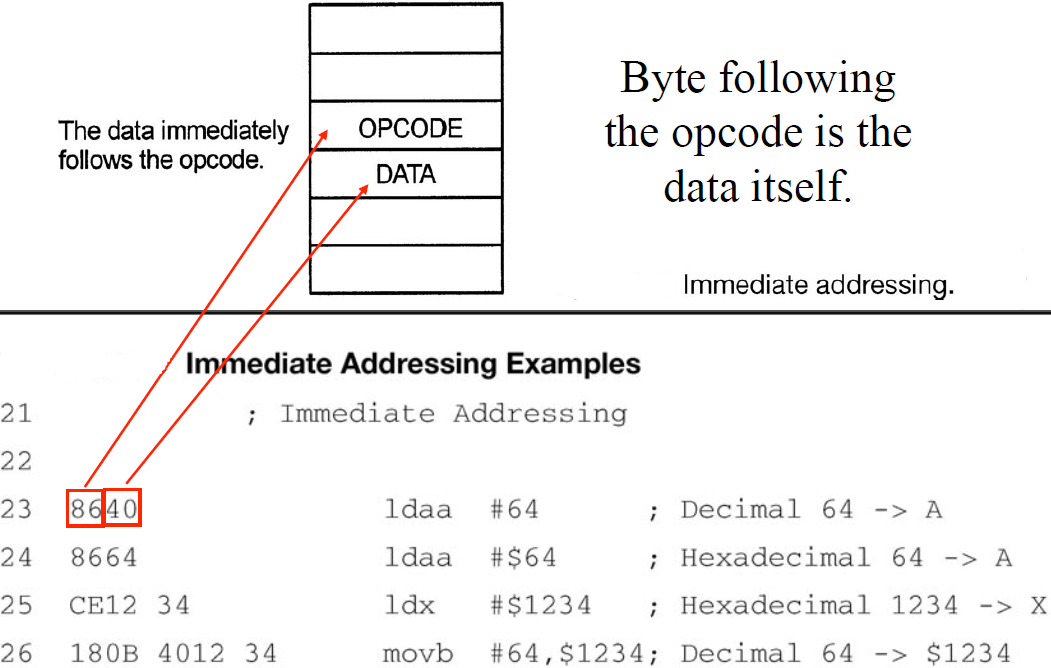 The data immediately
follows the opcode.
OPCODE
DATA
Byte following
the opcode is the
data itself.
Immediate addressing.
Immediate Addressing Examples
21 ; Immediate Addressing
22
23 8640 ldaa #64 ; Decimal 64 -> A
24 8664 ldaa #$64 ; Hexadecimal 64 -> A
25 CE12 34 ldx #$1234 ; Hexadecimal 1234 -> X
26 180B 4012 34 movb #64,$1234; Decimal 64 -> $1234